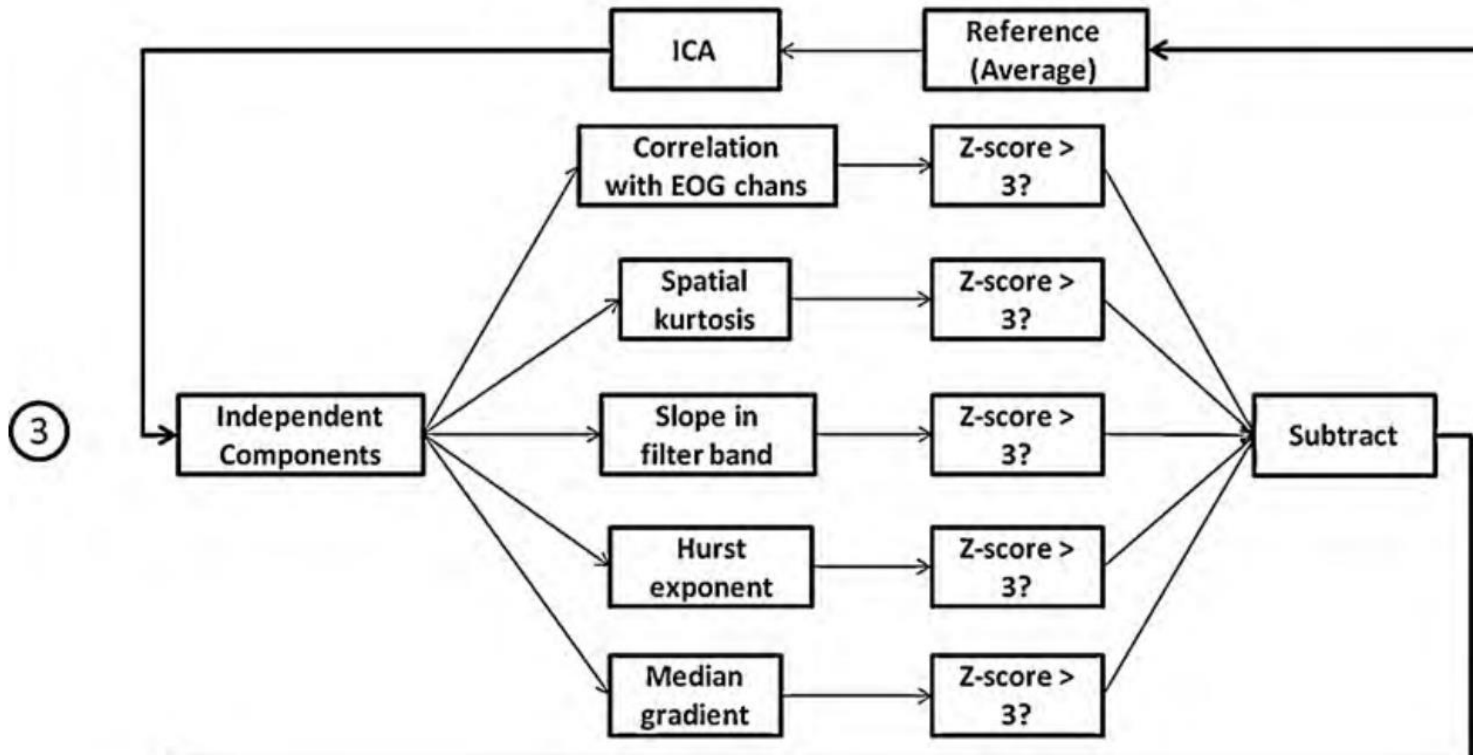 ICA
Reference
(Average)
Correlation
with EOG chans
Z-score >
3?
Spatial
kurtosis
Z-score >
3?
3
Independent
Components
Slope in
filter band
Z-score >
3?
Subtract
Hurst
exponent
Z-score >
3?
Median
gradient
Z-score >
3?